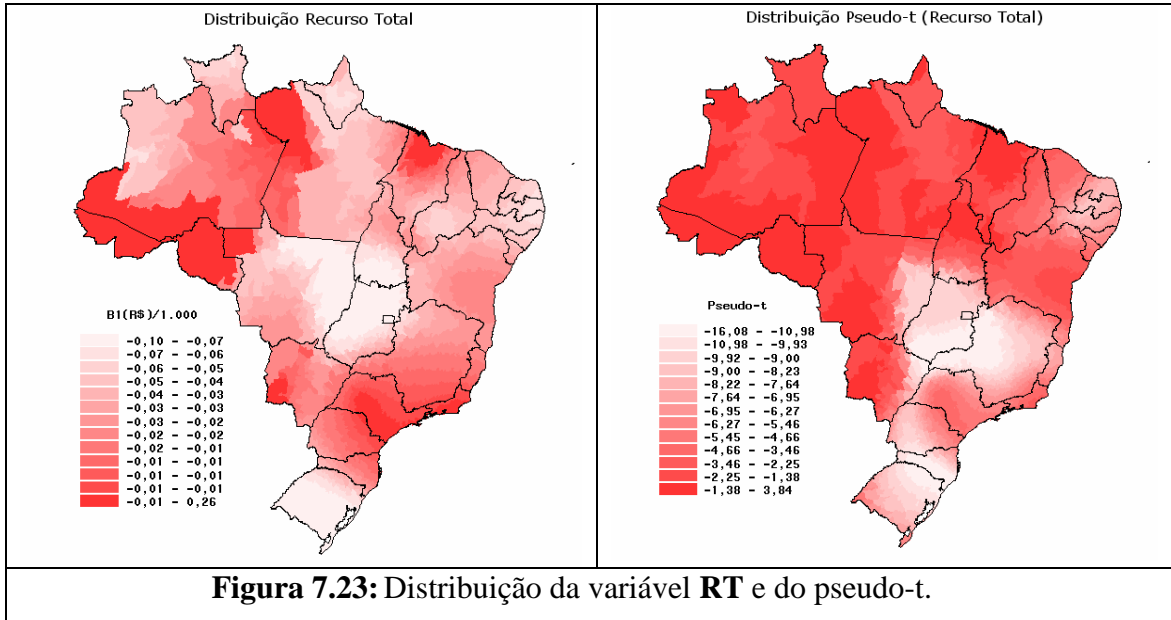 Distribuição Recurso Total
B1(R$)/1.000
-0,10 - -0,07
-0,07 - -0,06
-0,06 - -0,05
-0,05 - -0,04
-0,04 - -0,03
-0,03 - -0,03
-0,03 - -0,02
-0,02 - -0,02
-0,02 - -0,01
-0,01 - -0,01
-0,01 - -0,01
-0,01 - -0,01
-0,01 - 0,26
Distribuição Pseudo-t (Recurso Total)
Pseudo-t
-16,08 - -10,98
-10,98 - -9,93
-9,92 - -9,00
-9,00 - -8,23
-8,22 - -7,64
-7,64 - -6,95
-6,95 - -6,27
-6,27 - -5,46
-5,45 - -4,66
-4,66 - -3,46
-3,46 - -2,25
-2,25 - -1,38
-1,38 - 3,84
Figura 7.23: Distribuição da variável RT e do pseudo-t.